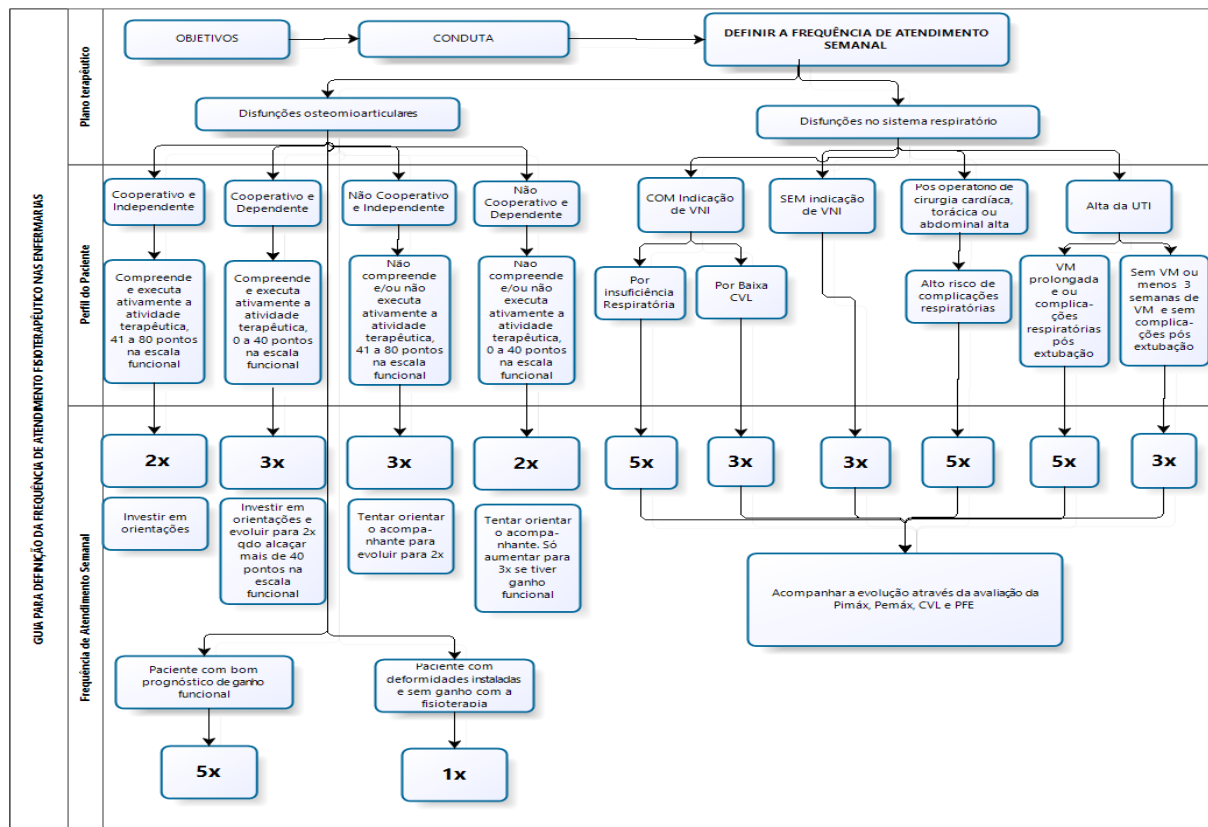 GUIA PARA DEFINIÇÃO DA FREQUÊNCIA DE ATENDIMENTO FISIOTERAPÊUTICO NAS ENFERMARIAS
Plano terapêutico
OBJETIVOS
CONDUTA
DEFINIR A FREQUÊNCIA DE ATENDIMENTO
SEMANAL
Disfunções osteomioarticulares
Disfunções no sistema respiratório
Perfil do Paciente
Cooperativo e
Independente
Cooperativo e
Dependente
Não Cooperativo
e Independente
Não
Cooperativo e
Dependente
COM Indicação
de VNI
SEM indicação
de VNI
Pós operatório de
cirurgia cardíaca,
torácica ou
abdominal alta
Alta da UTI
Compreende
e executa
ativamente a
atividade
terapêutica,
41 a 80 pontos
na escala
funcional
Compreende e
executa
ativamente a
atividade
terapêutica,
0 a 40 pontos
na escala
funcional
Não
compreende
e/ou não
executa
ativamente a
atividade
terapêutica,
41 a 80 pontos
na escala
funcional
Não
compreende
e/ou não
executa
ativamente a
atividade
terapêutica,
0 a 40 pontos
na escala
funcional
Por
insuficiência
Respiratória
Por Baixa
CVL
Alto risco de
complicações
respiratórias
VM
prolongada
e ou
complica-
ções
respiratórias
pós
extubação
Sem VM ou
menos 3
semanas de
VM e sem
complica-
ções pós
extubação
Frequência de Atendimento Semanal
2x
3x
3x
2x
5x
3x
3x
5x
5x
3x
Investir em
orientações
Investir em
orientações e
evoluir para 2x
qdo alcaçar
mais de 40
pontos na
escala
funcional
Tentar orientar
o acompa-
nhante para
evoluir para 2x
Tentar orientar
o acompa-
nhante. Só
aumentar para
3x se tiver
ganho
funcional
Acompanhar a evolução através da avaliação da
Pimáx, Pemáx, CVL e PFE
Paciente com bom
prognóstico de ganho
funcional
Paciente com
deformidades instaladas
e sem ganho com a
fisioterapia
5x
1x